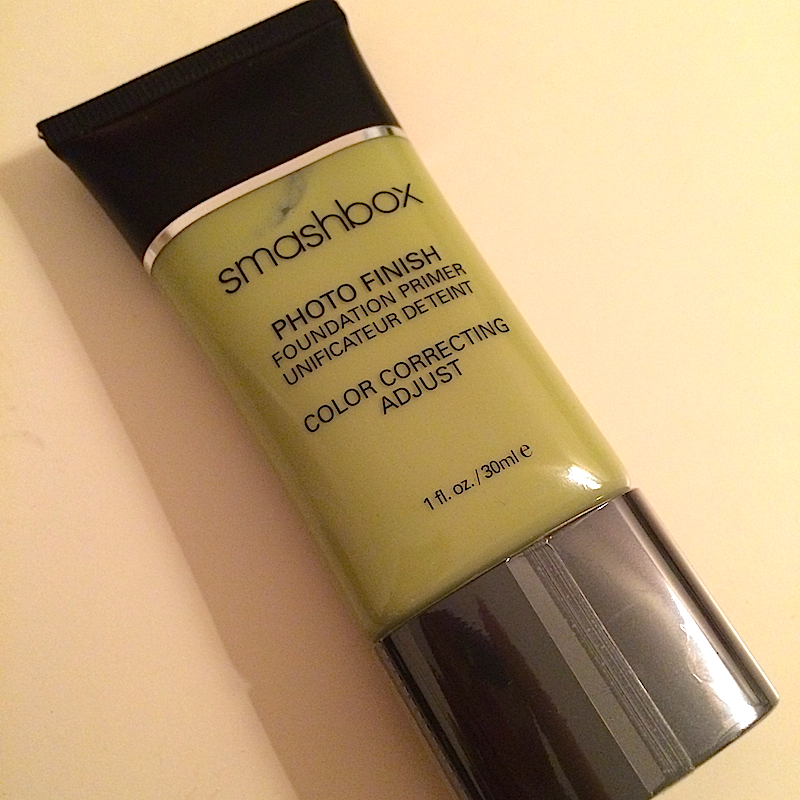 smashbox
PHOTO FINISH
FOUNDATION PRIMER
UNIFICATEUR DETEINT
COLOR CORRECTING
ADJUST
1 fl. oz. / 30ml ℮